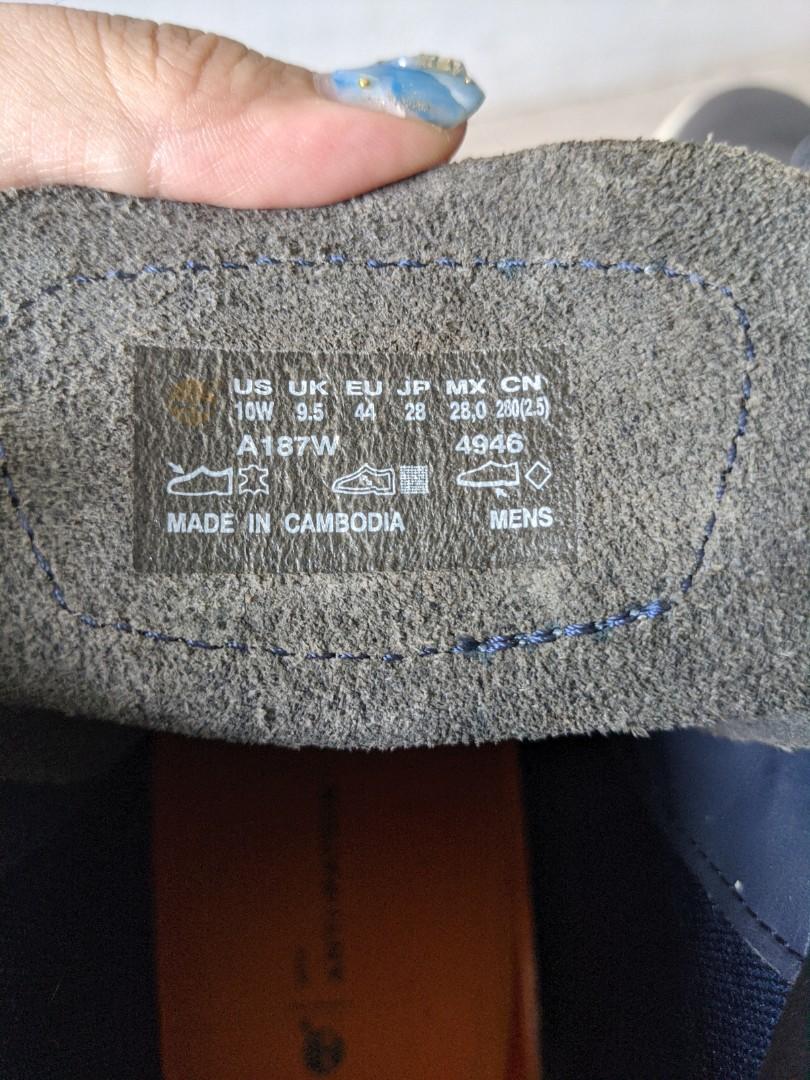 US UK EU JP MX CN
10W 9.5 44 28 28,0 280(2.5)
A187W 4946
MADE IN CAMBODIA MENS